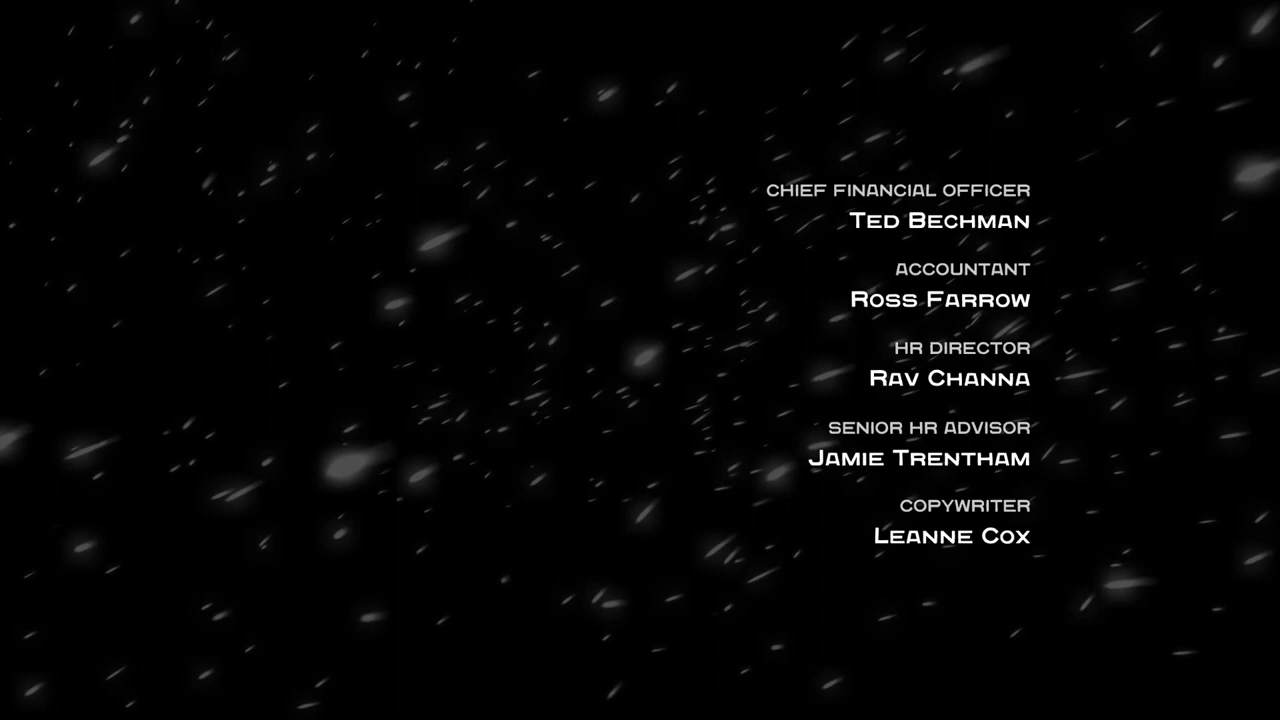 CHIEF FINANCIAL OFFICER
TED BECHMAN
ACCOUNTANT
ROSS FARROW
HR DIRECTOR
RAV CHANNA
SENIOR HR ADVISOR
JAMIE TRENTHAM
COPYWRITER
LEANNE COX